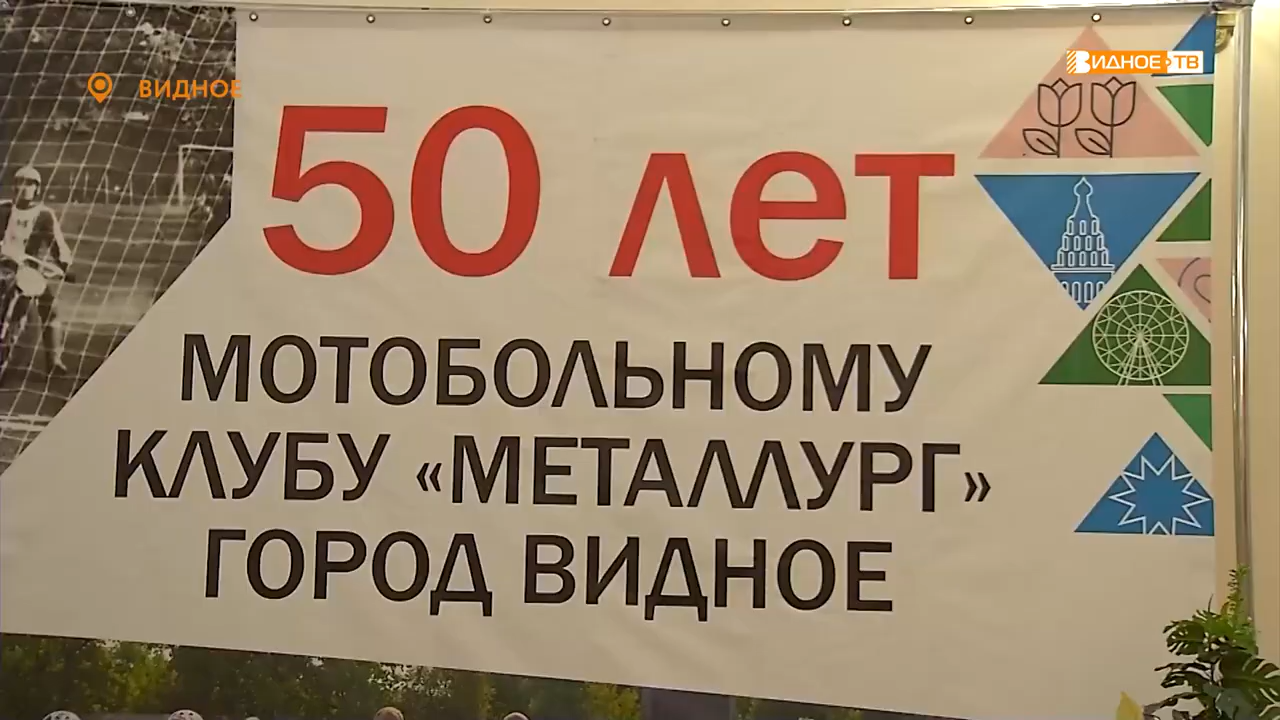 ВИДНОЕ
ВИДНОЕ ТВ
50 лет
МОТОБОЛЬНОМУ
КЛУБУ «МЕТАЛЛУРГ»
ГОРОД ВИДНОЕ